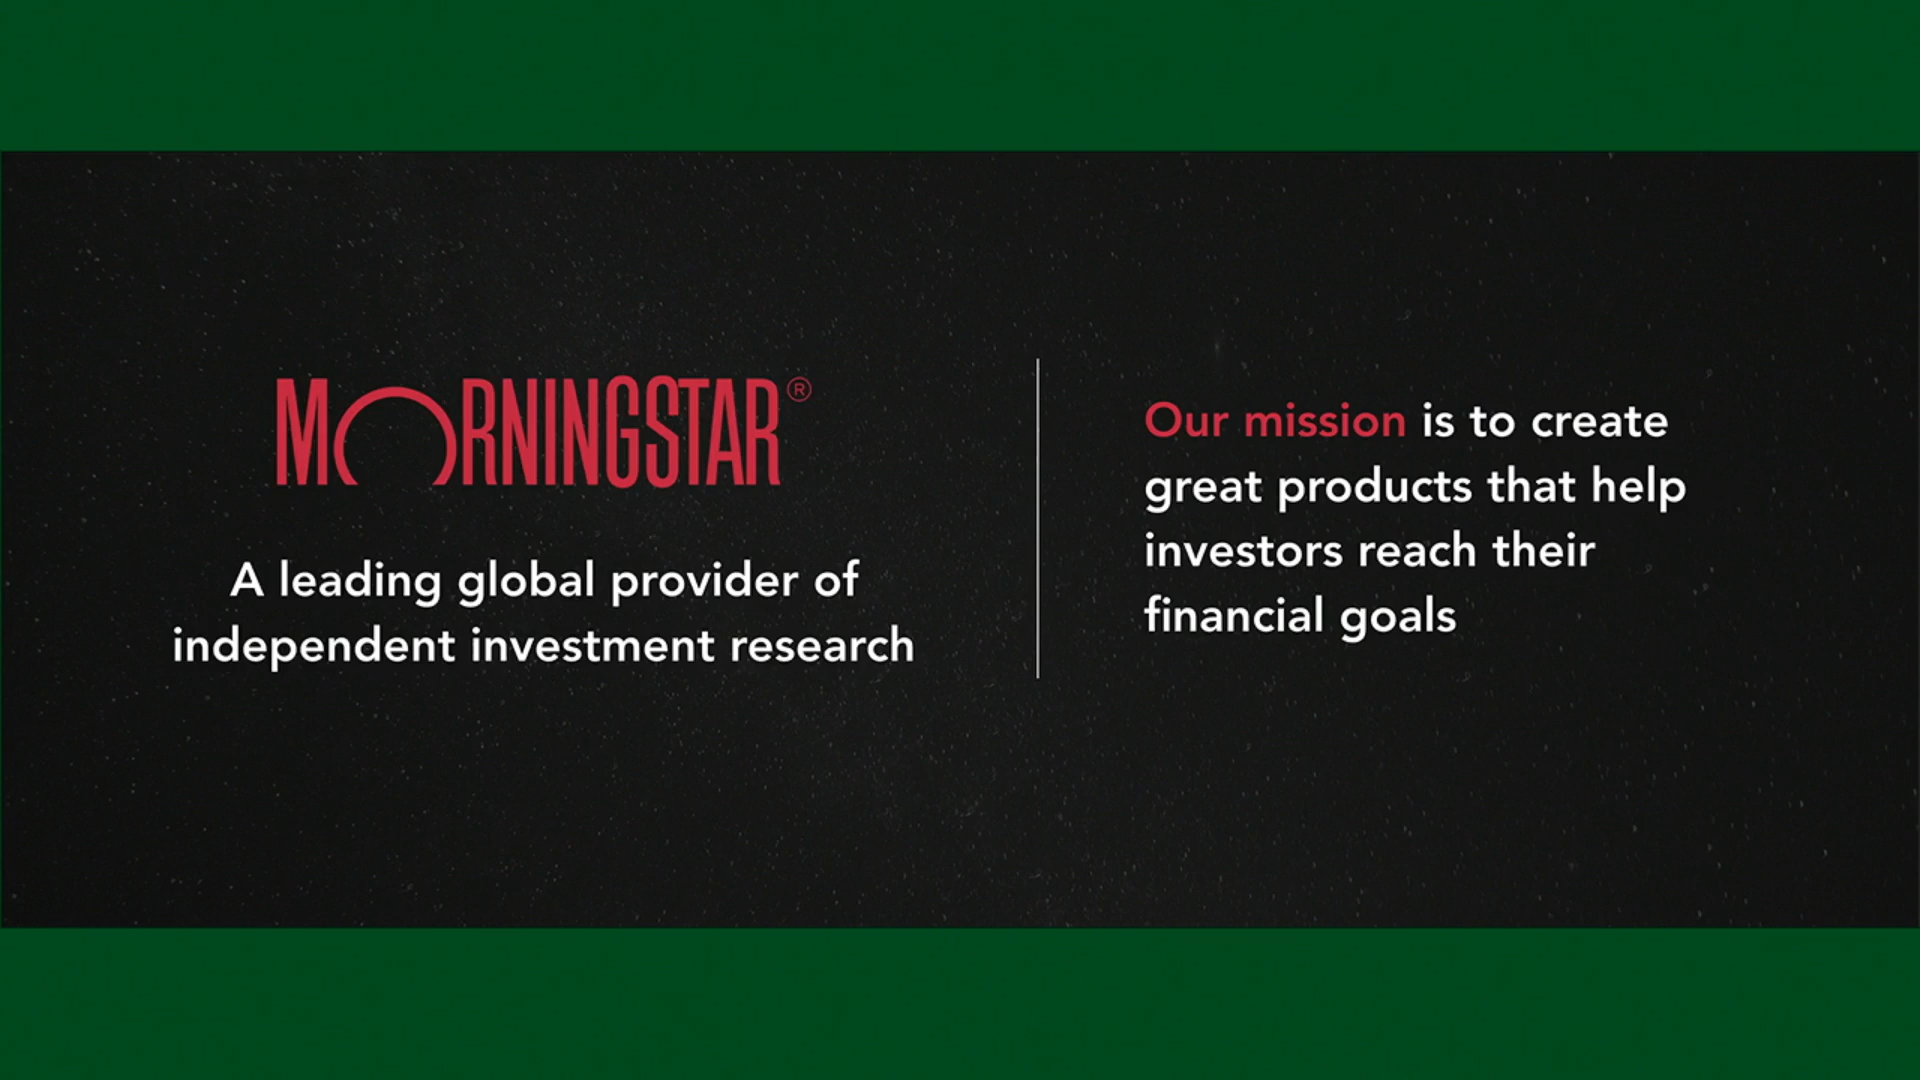 MORNINGSTAR®
A leading global provider of
independent investment research
Our mission is to create
great products that help
investors reach their
financial goals